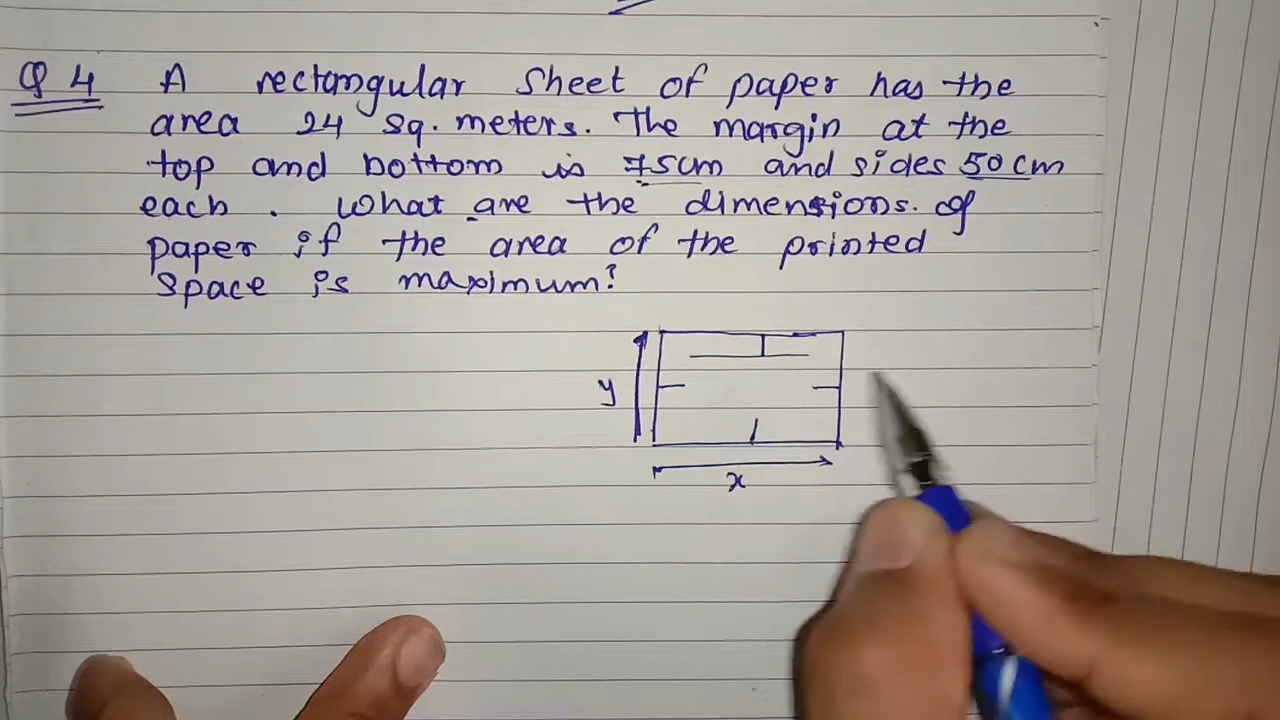 Q 4 A rectangular sheet of paper has the
area 24 sq. meters. The margin at the
top and bottom is 75cm and sides 50 cm
each. What are the dimensions. of
paper if the area of the printed
space is maximum?
y
x